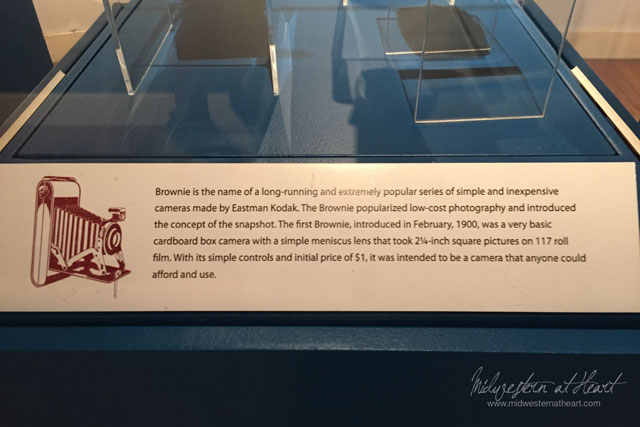 Brownie is the name of a long-running and extremely popular series of simple and inexpensive
cameras made by Eastman Kodak. The Brownie popularized low-cost photography and introduced
the concept of the snapshot. The first Brownie, introduced in February, 1900, was a very basic
cardboard box camera with a simple meniscus lens that took 2¼-inch square pictures on 117 roll
film. With its simple controls and initial price of $1, it was intended to be a camera that anyone could
afford and use.
Midwestern at Heart
www.midwesternatheart.com